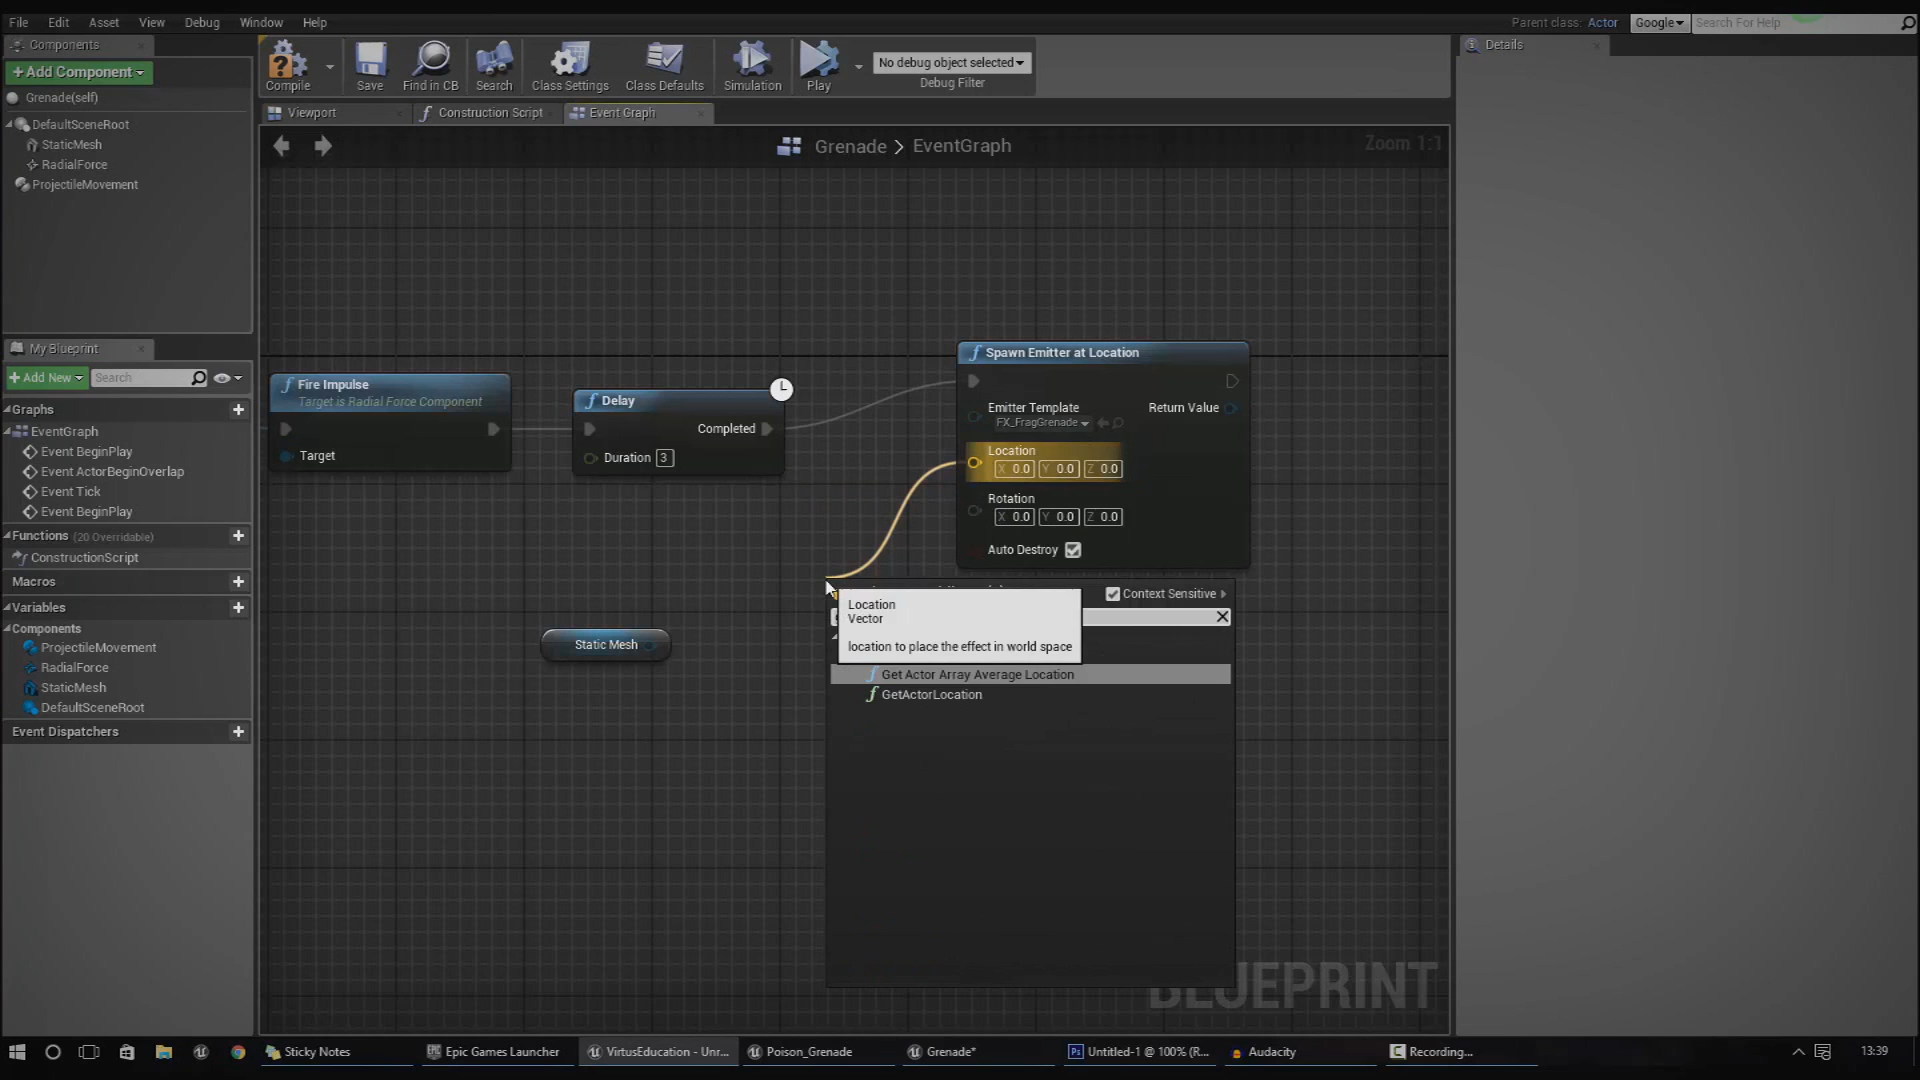 File Edit Asset View Window Debug Help
Parent class: Actor Google Search For Help
Components
Add Component
Grenade(self)
DefaultSceneRoot
StaticMesh
RadialForce
ProjectileMovement
Compile Save Find in CB Search Class Settings Class Defaults Simulation Play
No debug object selected
Debug Filter
Viewport Construction Script Event Graph
Grenade > EventGraph
Zoom 1:1
Details
My Blueprint
Add New Search
Graphs
EventGraph
Event BeginPlay
Event ActorBeginOverlap
Event Tick
Event BeginPlay
Functions (20 Overridable)
ConstructionScript
Macros
Variables
Components
ProjectileMovement
RadialForce
StaticMesh
DefaultSceneRoot
Event Dispatchers
Fire Impulse
Target is Radial Force Component
Target
Delay
Completed
Duration 3
Spawn Emitter at Location
Emitter Template Return Value
FX_FragGrenade
Location
X 0.0 Y 0.0 Z 0.0
Rotation
X 0.0 Y 0.0 Z 0.0
Auto Destroy
Static Mesh
Context Sensitive
Location
Vector
location to place the effect in world space
Get Actor Array Average Location
GetActorLocation
BLUEPRINT
Sticky Notes
Epic Games Launcher
VirtusEducation - Unr...
Poison_Grenade
Grenade*
Untitled-1 @ 100% (R...
Audacity
Recording...
13:39